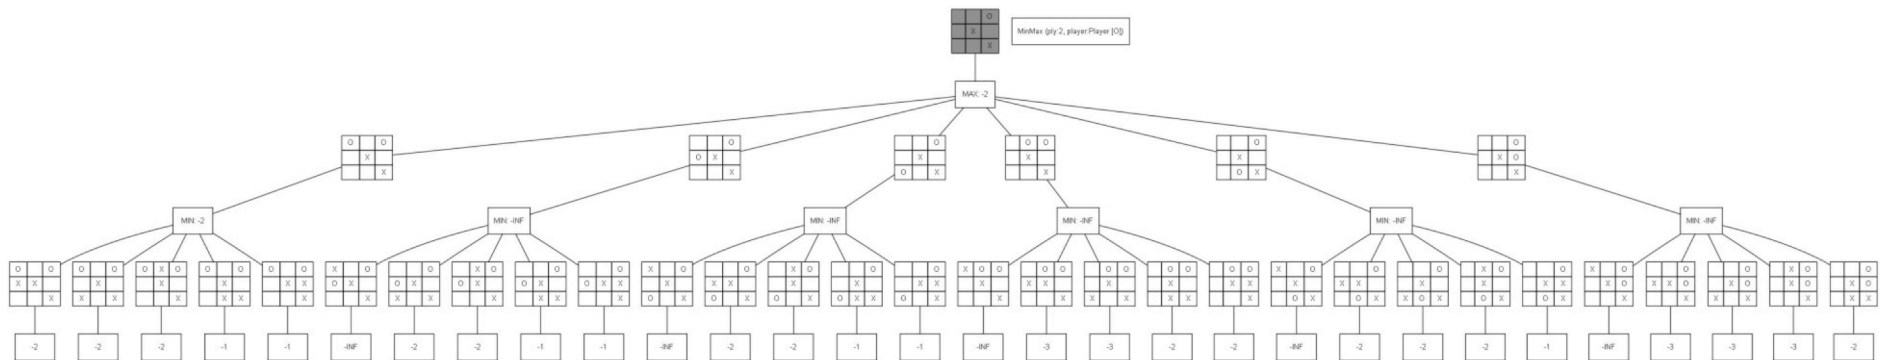 O
X MinMax (ply:2, player:Player [O])
X
MAX: -2
O O O O O O O O
X O X X X X X O
X X O X X O X X
MIN: -2 MIN: -INF MIN: -INF MIN: -INF MIN: -INF MIN: -INF
O O O O O X O O O O O X O O X O O O X O O X O O O X O O O O O O O O O O X O O O X O O X O O O X O O
X X X X X X X O X O X O X O X O X X X X X X X X X X X X X X X X X X X X X X X O X X O X O X O X O
X X X X X X X X X X X X X X O X O X O X O X X O X X X X X X X X O X O X X O X O X O X X X X X X X X
-2 -2 -2 -1 -1 -INF -2 -2 -1 -1 -INF -2 -2 -1 -1 -INF -3 -3 -2 -2 -INF -2 -2 -2 -1 -INF -3 -3 -3 -2